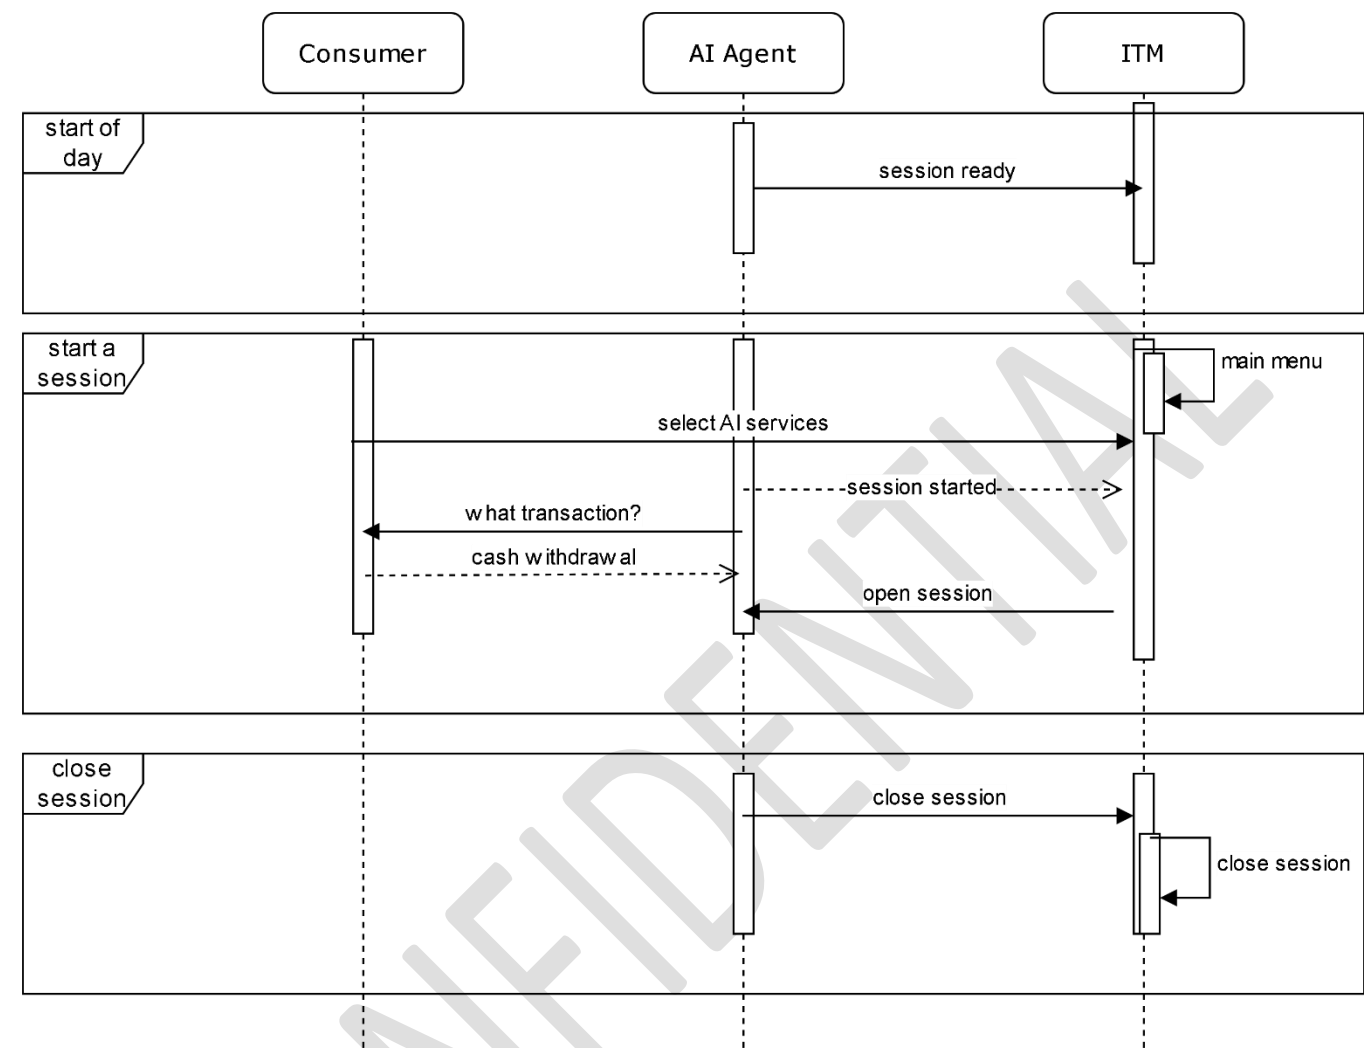 Consumer
AI Agent
ITM
start of
day
session ready
start a
session
main menu
select AI services
session started
what transaction?
cash withdrawal
open session
close
session
close session
close session
NFIDENTIAL